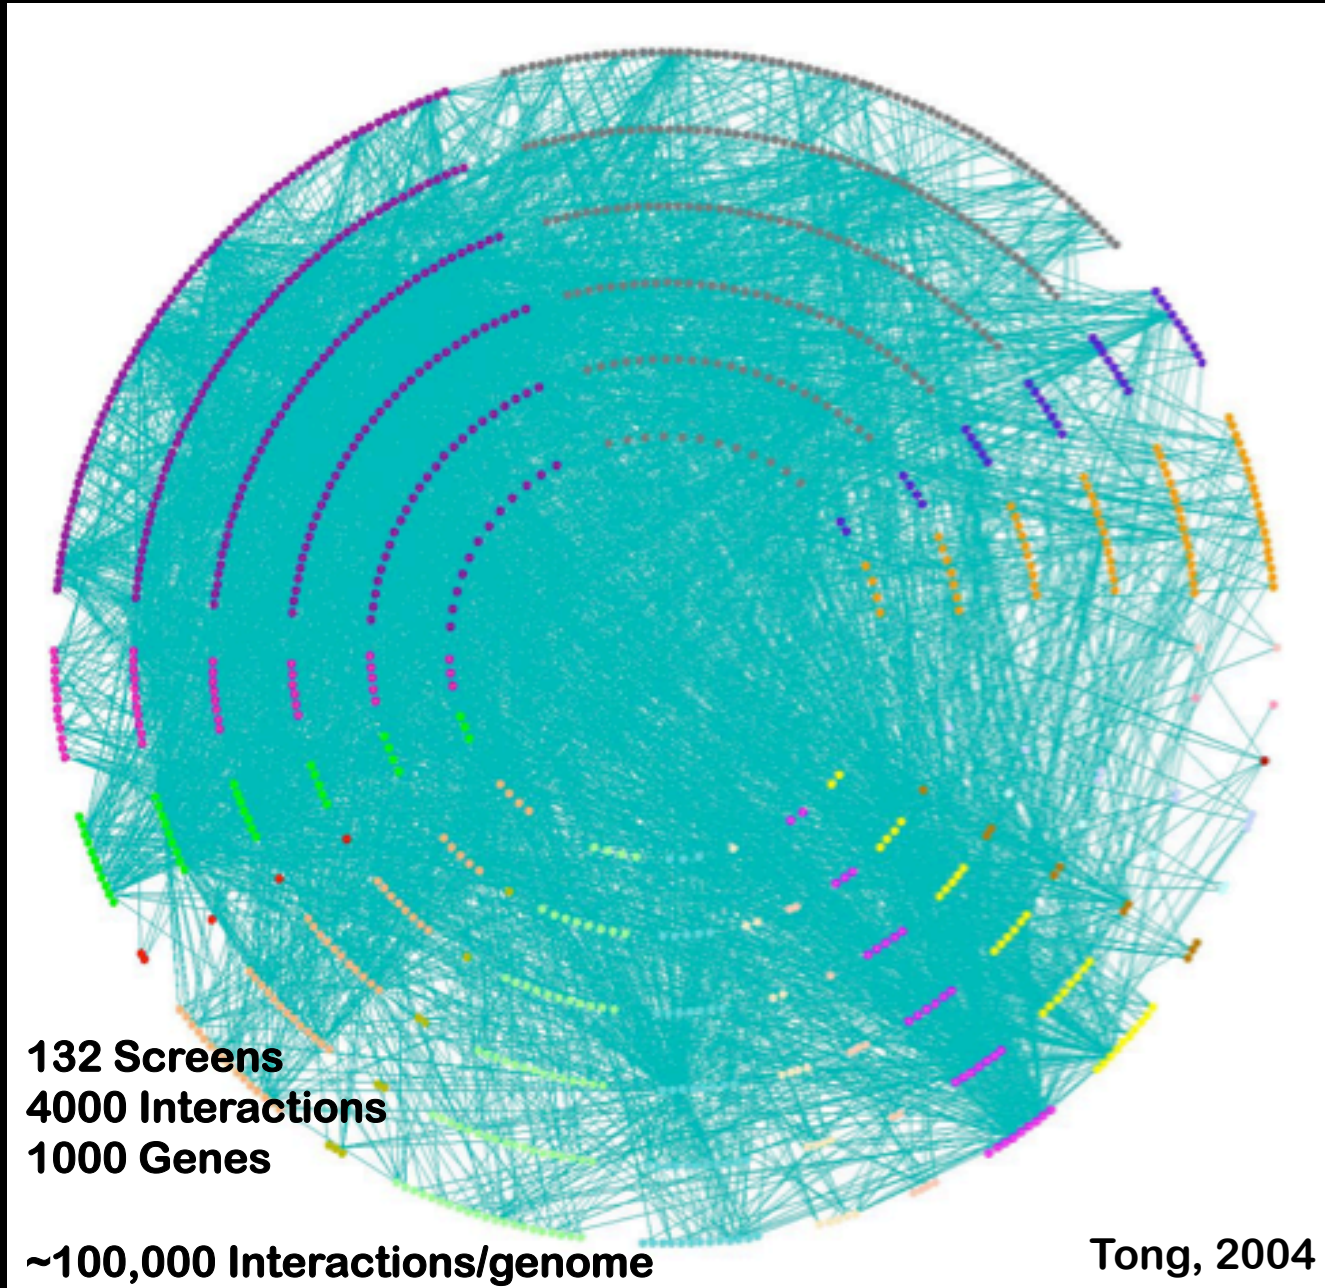 132 Screens
4000 Interactions
1000 Genes
~100,000 Interactions/genome
Tong, 2004